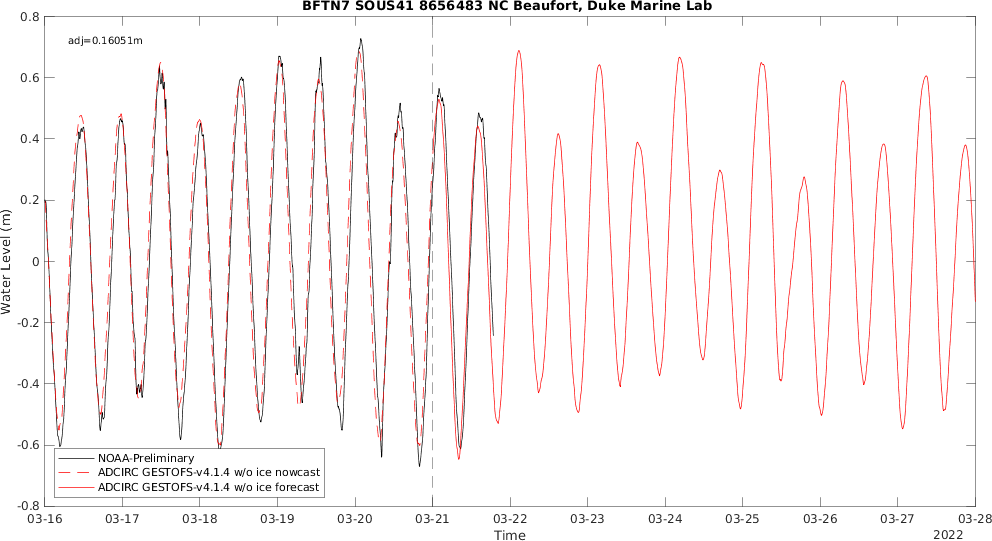 BFTN7 SOUS41 8656483 NC Beaufort, Duke Marine Lab
adj=0.16051m
0.8
0.6
0.4
0.2
0
-0.2
-0.4
-0.6
-0.8
Water Level (m)
NOAA-Preliminary
ADCIRC GESTOFS-v4.1.4 w/o ice nowcast
ADCIRC GESTOFS-v4.1.4 w/o ice forecast
03-16 03-17 03-18 03-19 03-20 03-21 03-22 03-23 03-24 03-25 03-26 03-27 03-28
Time
2022